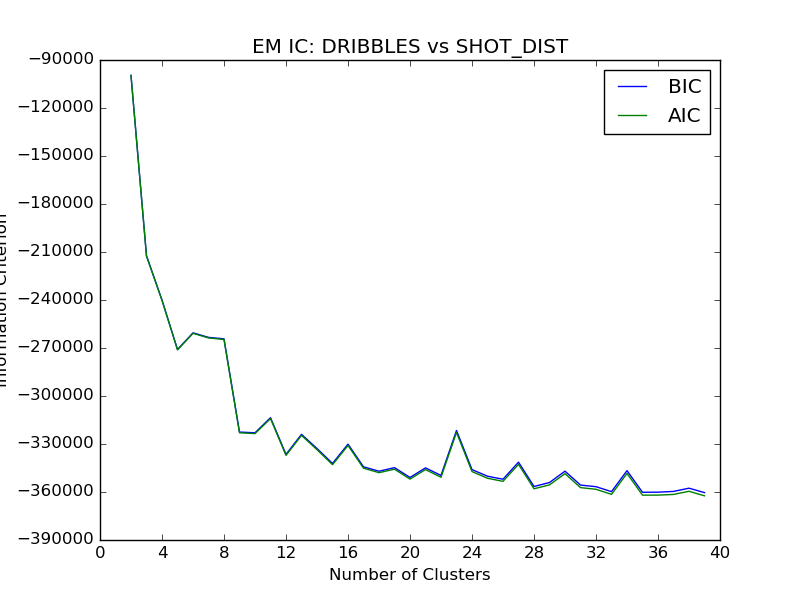 EM IC: DRIBBLES vs SHOT_DIST
−90000
−120000
−150000
−180000
−210000
−240000
−270000
−300000
−330000
−360000
−390000
Information Criterion
BIC
AIC
0 4 8 12 16 20 24 28 32 36 40
Number of Clusters